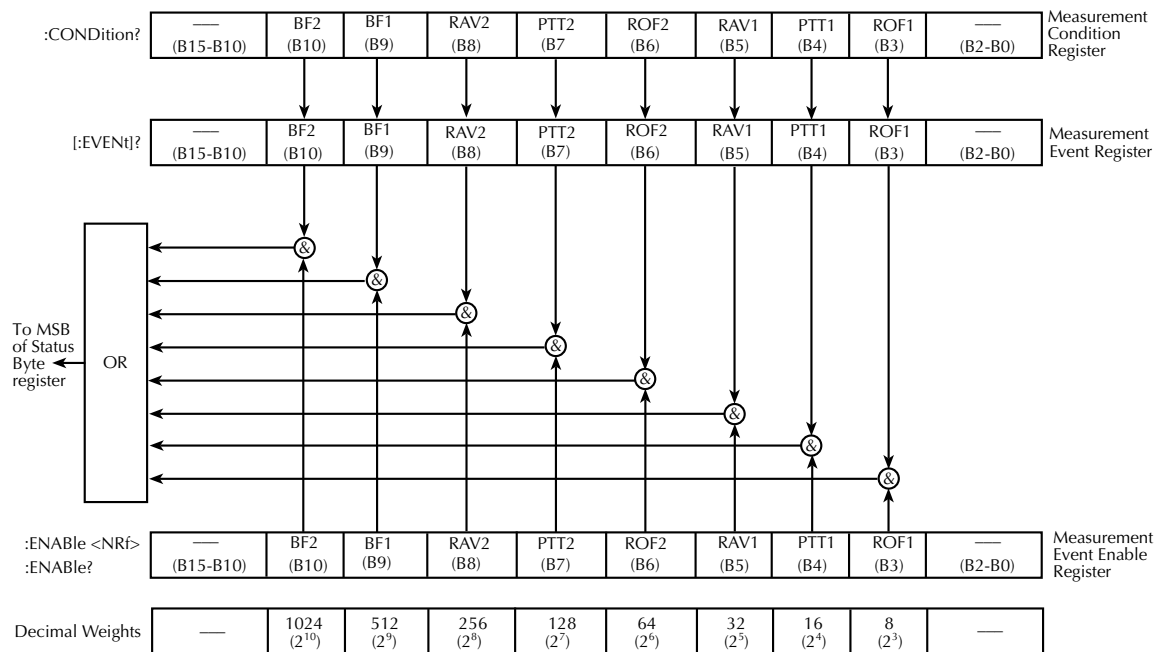 :CONDition?
—
(B15-B10)
BF2
(B10)
BF1
(B9)
RAV2
(B8)
PTT2
(B7
ROF2
(B6)
RAV1
(B5)
PTT1
(B4)
ROF1
(B3)
—
(B2-B0)
Measurement
Condition
Register
[:EVENt]?
—
(B15-B10)
BF2
(B10)
BF1
(B9)
RAV2
(B8)
PTT2
(B7)
ROF2
(B6)
RAV1
(B5)
PTT1
(B4)
ROF1
(B3)
—
(B2-B0)
Measurement
Event Register
&
&
&
&
&
&
&
&
To MSB
of Status
Byte
register
OR
:ENABle <NRf>
:ENABle?
—
(B15-B10)
BF2
(B10)
BF1
(B9)
RAV2
(B8)
PTT2
(B7)
ROF2
(B6)
RAV1
(B5)
PTT1
(B4)
ROF1
(B3)
—
(B2-B0)
Measurement
Event Enable
Register
Decimal Weights
—
1024
(2¹⁰)
512
(2⁹)
256
(2⁸)
128
(2⁷)
64
(2⁶)
32
(2⁵)
16
(2⁴)
8
(2³)
—